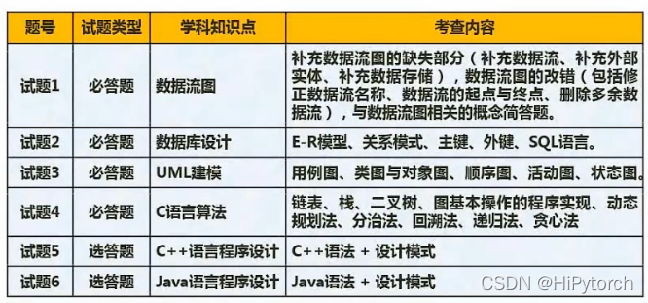 题号 试题类型 学科知识点 考查内容
试题1 必答题 数据流图 补充数据流图的缺失部分（补充数据流、补充外部
实体、补充数据存储），数据流图的改错（包括修
正数据流名称、数据流的起点与终点、删除多余数
据流），与数据流图相关的概念简答题。
试题2 必答题 数据库设计 E-R模型、关系模式、主键、外键、SQL语言。
试题3 必答题 UML建模 用例图、类图与对象图、顺序图、活动图、状态图。
试题4 必答题 C语言算法 链表、栈、二叉树、图基本操作的程序实现、动态
规划法、分治法、回溯法、递归法、贪心法
试题5 选答题 C++语言程序设计 C++语法 + 设计模式
试题6 选答题 Java语言程序设计 Java语法 + 设计模式
CSDN @HiPytorch